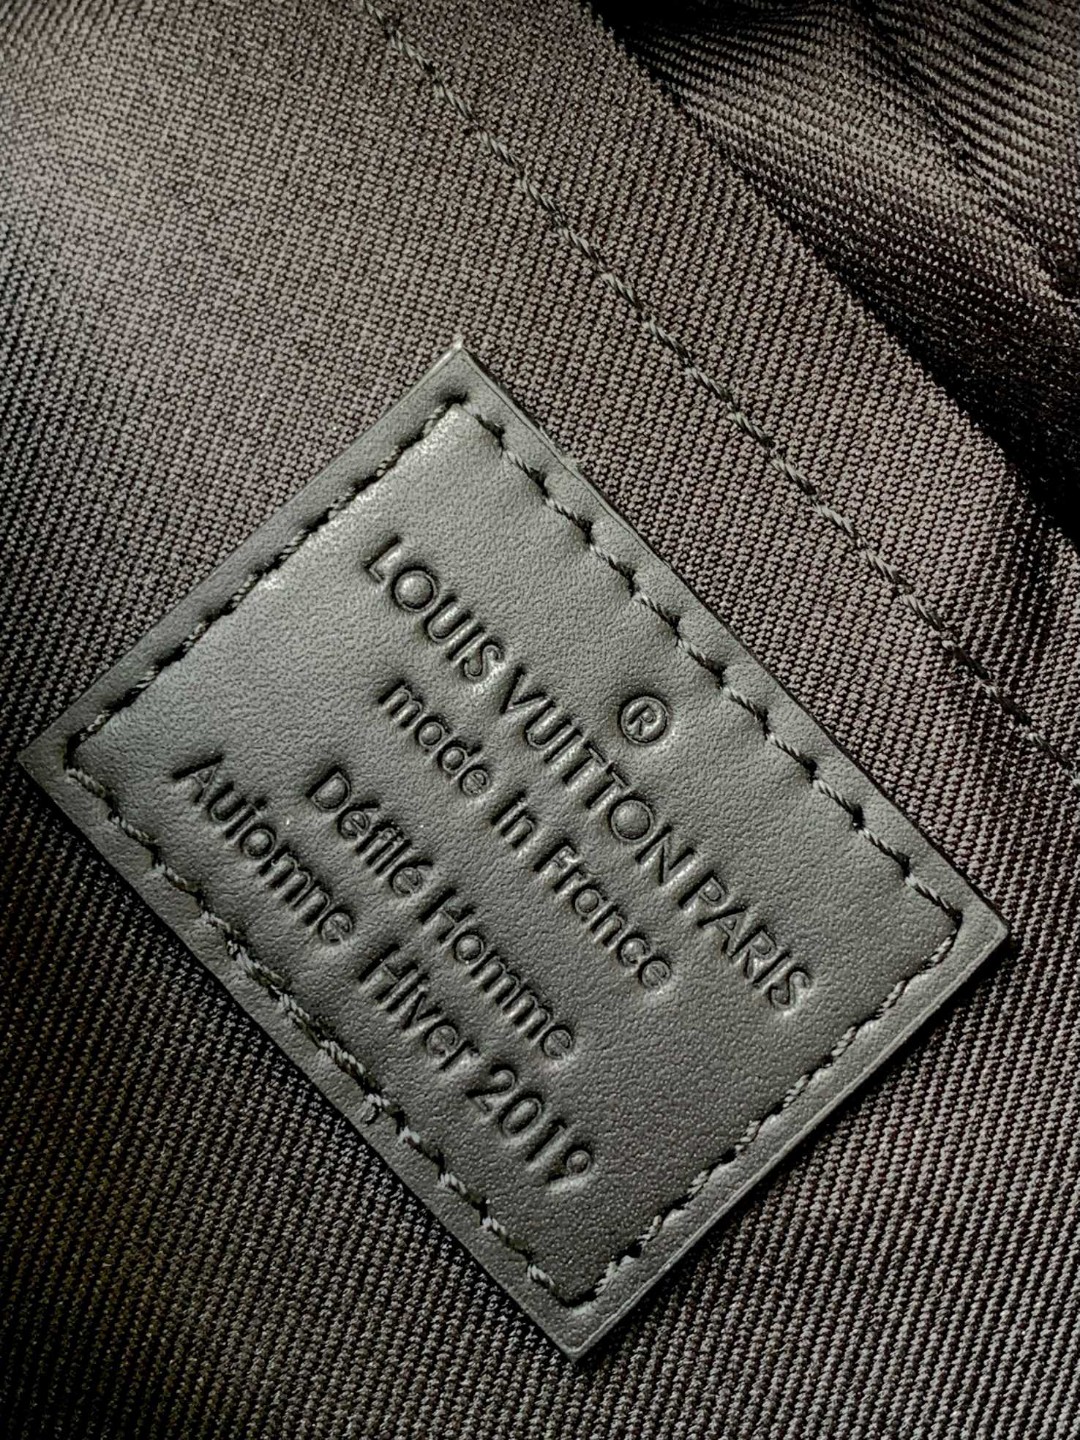 ®
LOUIS VUITTON PARIS
made in France
Défilé Homme
Automne Hiver 2019